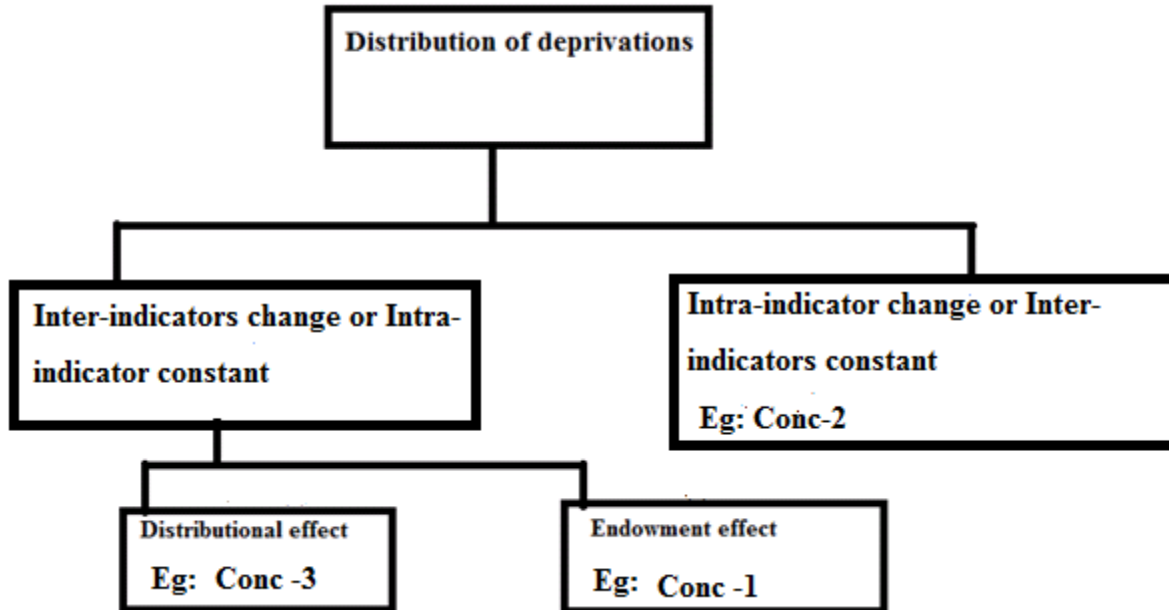 Distribution of deprivations
Inter-indicators change or Intra-
indicator constant
Intra-indicator change or Inter-
indicators constant
Eg: Conc-2
Distributional effect
Eg: Conc -3
Endowment effect
Eg: Conc -1